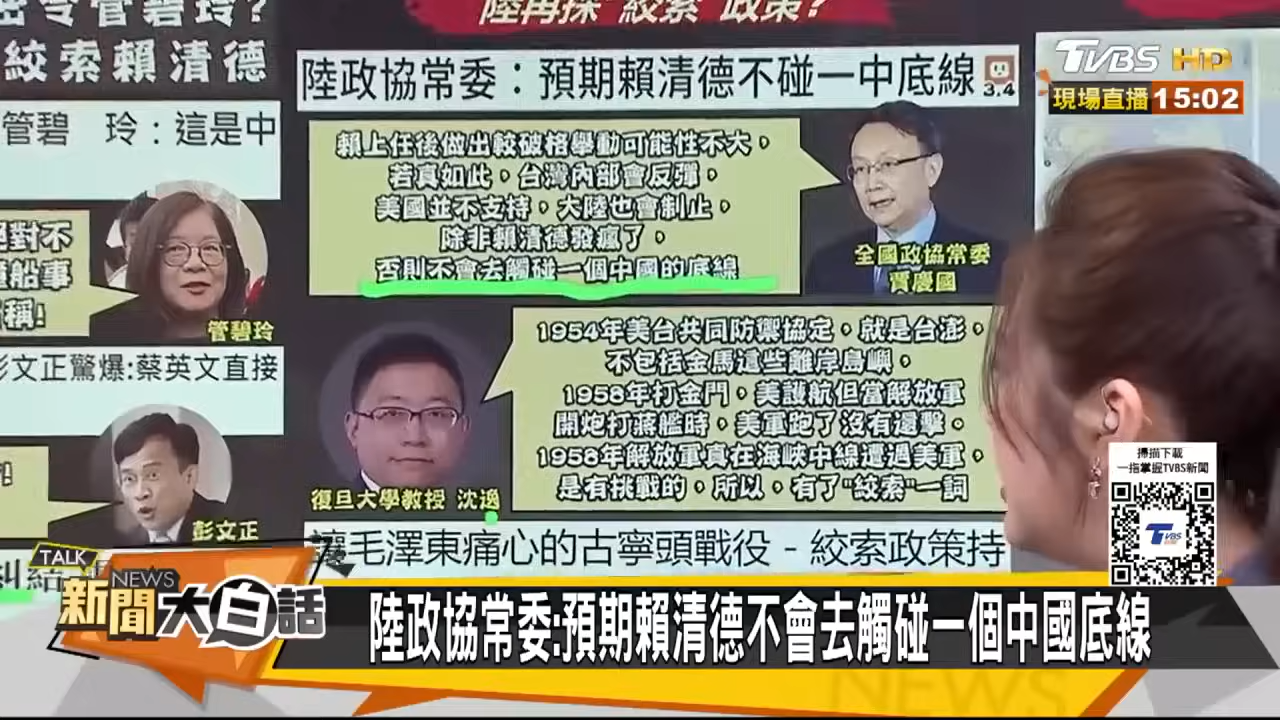 密令管碧玲?
絞索賴清德
陸再採"絞索"政策?
管碧 玲：這是中
絕對不
船事
稱!
管碧玲
彭文正驚爆:蔡英文直接
彭文正
陸政協常委：預期賴清德不碰一中底線
3.4
賴上任後做出較破格舉動可能性不大，
若真如此，台灣內部會反彈，
美國並不支持，大陸也會制止，
除非賴清德發瘋了，
否則不會去觸碰一個中國的底線
全國政協常委
賈慶國
1954年美台共同防禦協定，就是台澎，
不包括金馬這些離岸島嶼，
1958年打金門，美護航但當解放軍
開炮打蔣艦時，美軍跑了沒有還擊。
1958年解放軍真在海峽中線遭遇美軍，
是有挑戰的，所以，有了"絞索"一詞
復旦大學教授 沈逸
讓毛澤東痛心的古寧頭戰役－絞索政策持
糾結
TVBS HD
現場直播 15:02
掃描下載
一指掌握TVBS新聞
TVBS
TALK
NEWS
新聞大白話
陸政協常委:預期賴清德不會去觸碰一個中國底線
NEWS